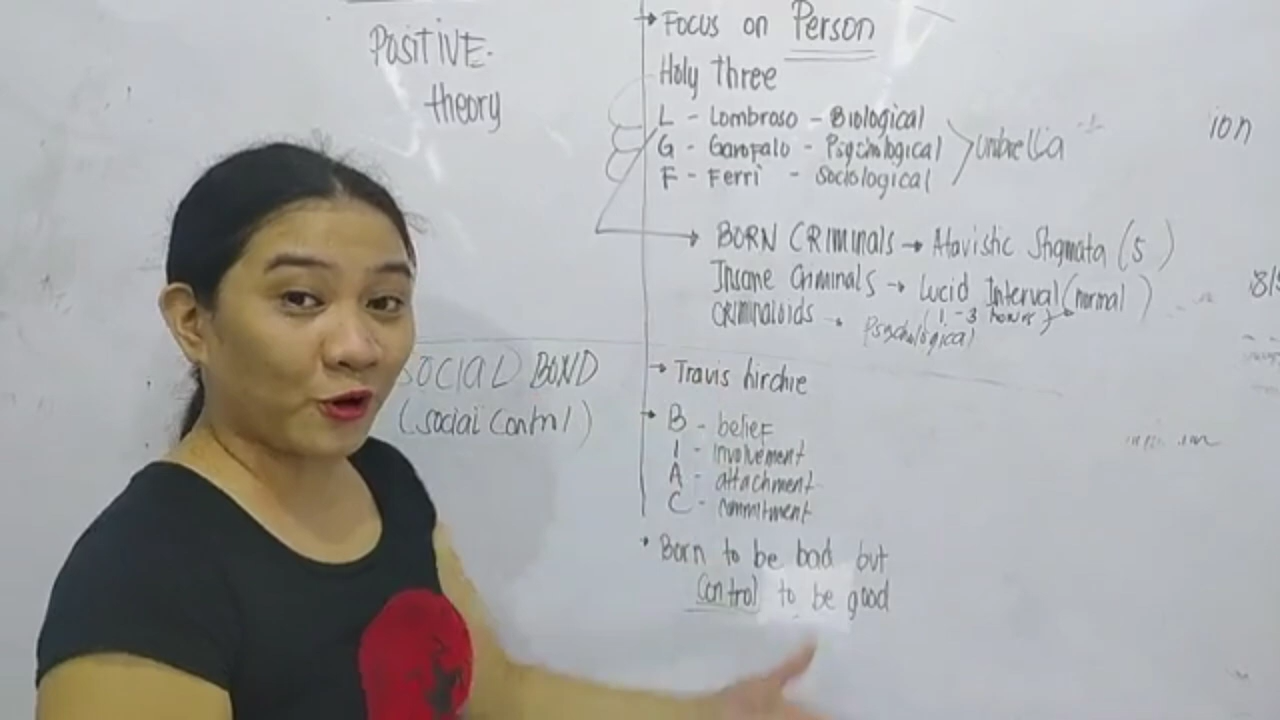 POSITIVE
theory
→ Focus on Person
Holy three
L - Lombroso - Biological
G - Garofalo - Psychological
F - Ferri - Sociological
umbrella
ion
BORN CRIMINALS → Atavistic Stigmata (5 )
Insane Criminals → Lucid Interval (normal )
(1 - 3 hours)
CRIMINALOIDS → Psychological
SOCIAL BOND
(Social Control)
→ Travis hirchie
B - belief
I - involvement
A - attachment
C - commitment
Born to be bad but
control to be good